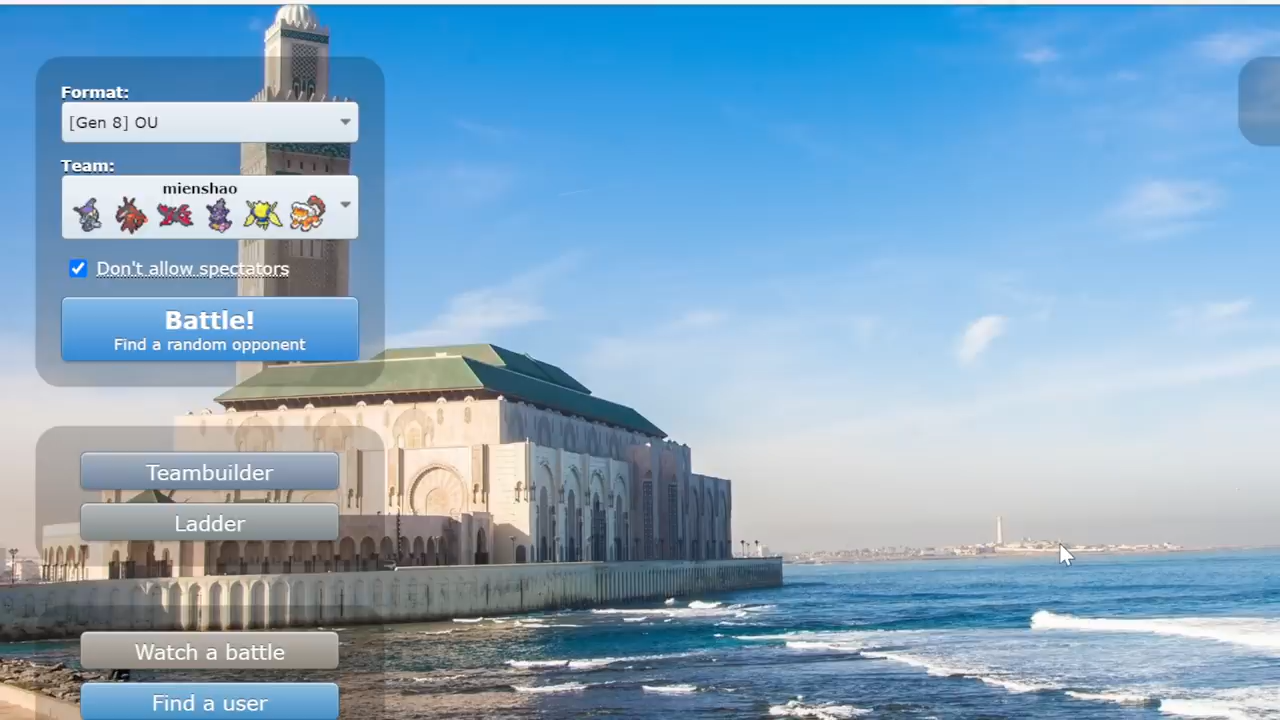 Format:
[Gen 8] OU
Team:
mienshao
Don't allow spectators
Battle!
Find a random opponent
Teambuilder
Ladder
Watch a battle
Find a user